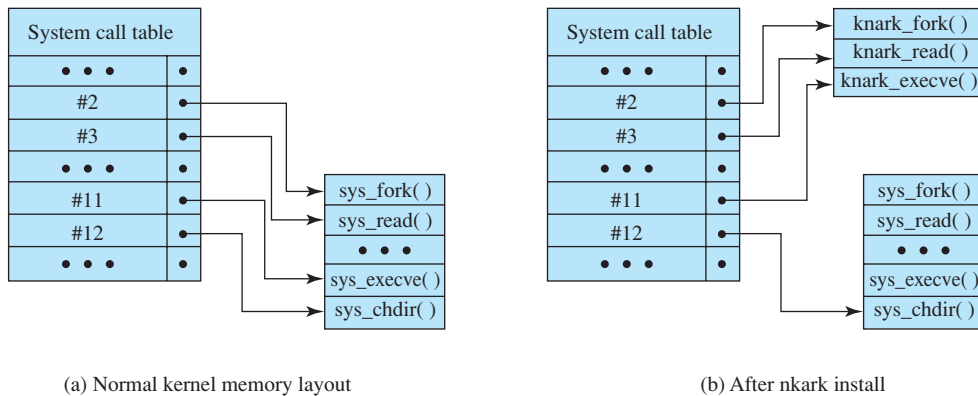 System call table
• • •
#2
#3
• • •
#11
#12
• • •
sys_fork( )
sys_read( )
• • •
sys_execve( )
sys_chdir( )
(a) Normal kernel memory layout
System call table
• • •
#2
#3
• • •
#11
#12
• • •
knark_fork( )
knark_read( )
knark_execve( )
sys_fork( )
sys_read( )
• • •
sys_execve( )
sys_chdir( )
(b) After nkark install